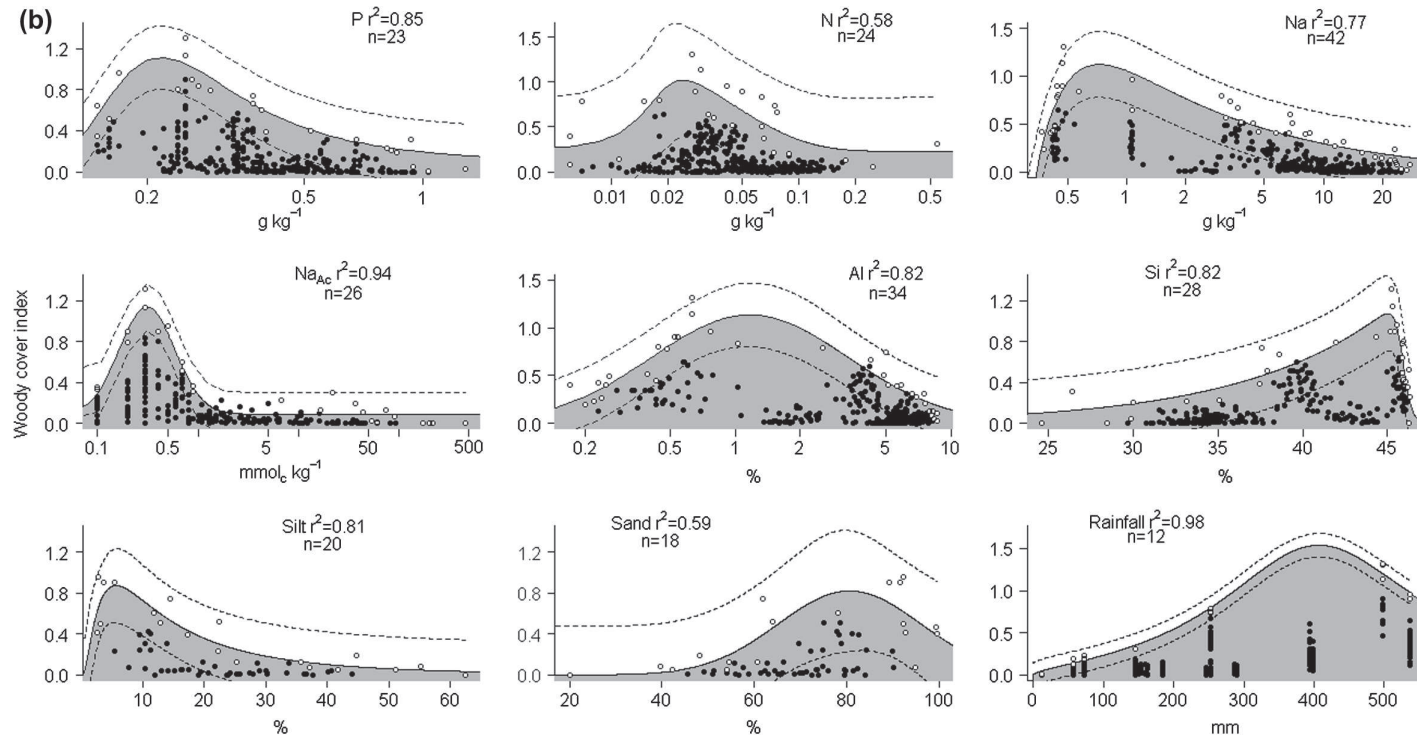 (b)
P r²=0.85
n=23
1.2
0.8
0.4
0.0
0.2 0.5 1
g kg⁻¹
N r²=0.58
n=24
1.5
1.0
0.5
0.0
0.01 0.02 0.05 0.1 0.2 0.5
g kg⁻¹
Na r²=0.77
n=42
1.5
1.0
0.5
0.0
0.5 1 2 5 10 20
g kg⁻¹
Woody cover index
Na_Ac r²=0.94
n=26
1.2
0.8
0.4
0.0
0.1 0.5 5 50 500
mmol_c kg⁻¹
Al r²=0.82
n=34
1.5
1.0
0.5
0.0
0.2 0.5 1 2 5 10
%
Si r²=0.82
n=28
1.2
0.8
0.4
0.0
25 30 35 40 45
%
Silt r²=0.81
n=20
1.2
0.8
0.4
0.0
10 20 30 40 50 60
%
Sand r²=0.59
n=18
1.2
0.8
0.4
0.0
20 40 60 80 100
%
Rainfall r²=0.98
n=12
1.5
1.0
0.5
0.0
0 100 200 300 400 500
mm